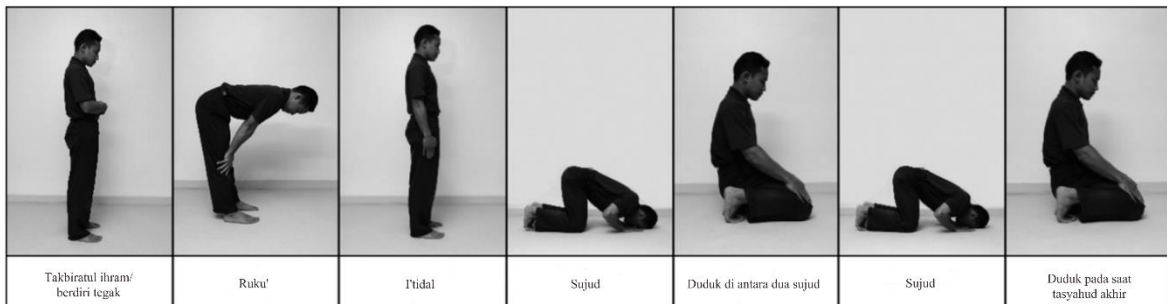 Takbiratul ihram/
berdiri tegak
Ruku'
I'tidal
Sujud
Duduk di antara dua sujud
Sujud
Duduk pada saat
tasyahud akhir